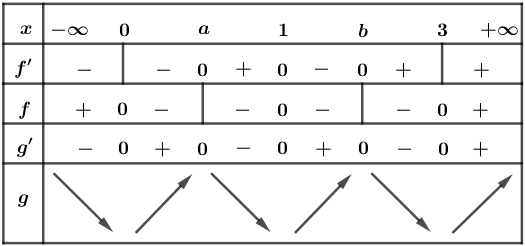 x −∞ 0 a 1 b 3 +∞
f′ − − 0 + 0 − 0 + +
f + 0 − − 0 − − 0 +
g′ − 0 + 0 − 0 + 0 − 0 +
g